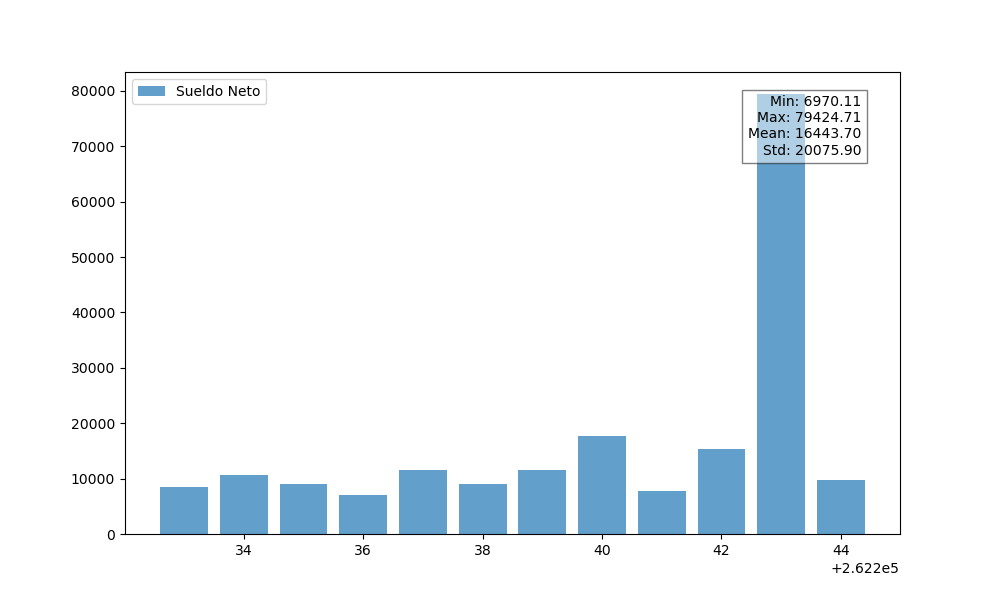 Sueldo Neto
Min: 6970.11
Max: 79424.71
Mean: 16443.70
Std: 20075.90
80000
70000
60000
50000
40000
30000
20000
10000
0
34 36 38 40 42 44
+2.622e5